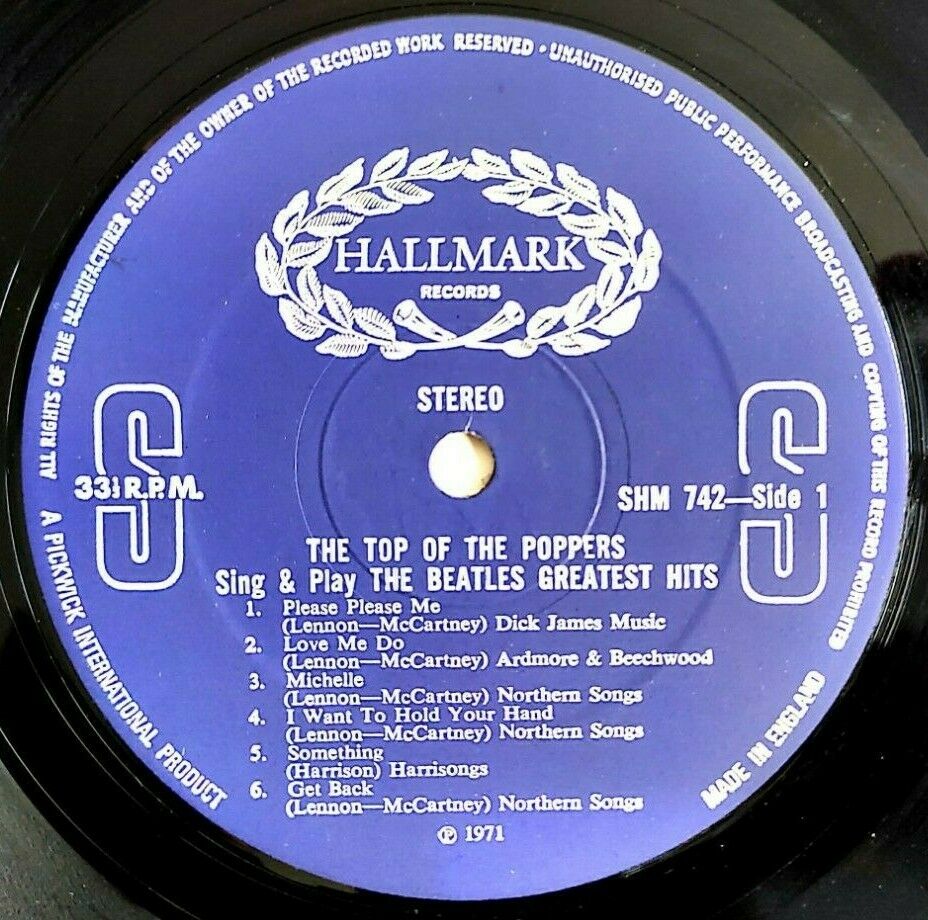 ALL RIGHTS OF THE MANUFACTURER AND OF THE OWNER OF THE RECORDED WORK RESERVED · UNAUTHORISED PUBLIC PERFORMANCE BROADCASTING AND COPYING OF THIS RECORD PROHIBITED
HALLMARK
RECORDS
STEREO
S
S
33⅓ R.P.M.
SHM 742—Side 1
THE TOP OF THE POPPERS
Sing & Play THE BEATLES GREATEST HITS
1. Please Please Me
(Lennon—McCartney) Dick James Music
2. Love Me Do
(Lennon—McCartney) Ardmore & Beechwood
3. Michelle
(Lennon—McCartney) Northern Songs
4. I Want To Hold Your Hand
(Lennon—McCartney) Northern Songs
5. Something
(Harrison) Harrisongs
6. Get Back
(Lennon—McCartney) Northern Songs
℗ 1971
A PICKWICK INTERNATIONAL PRODUCT
MADE IN ENGLAND